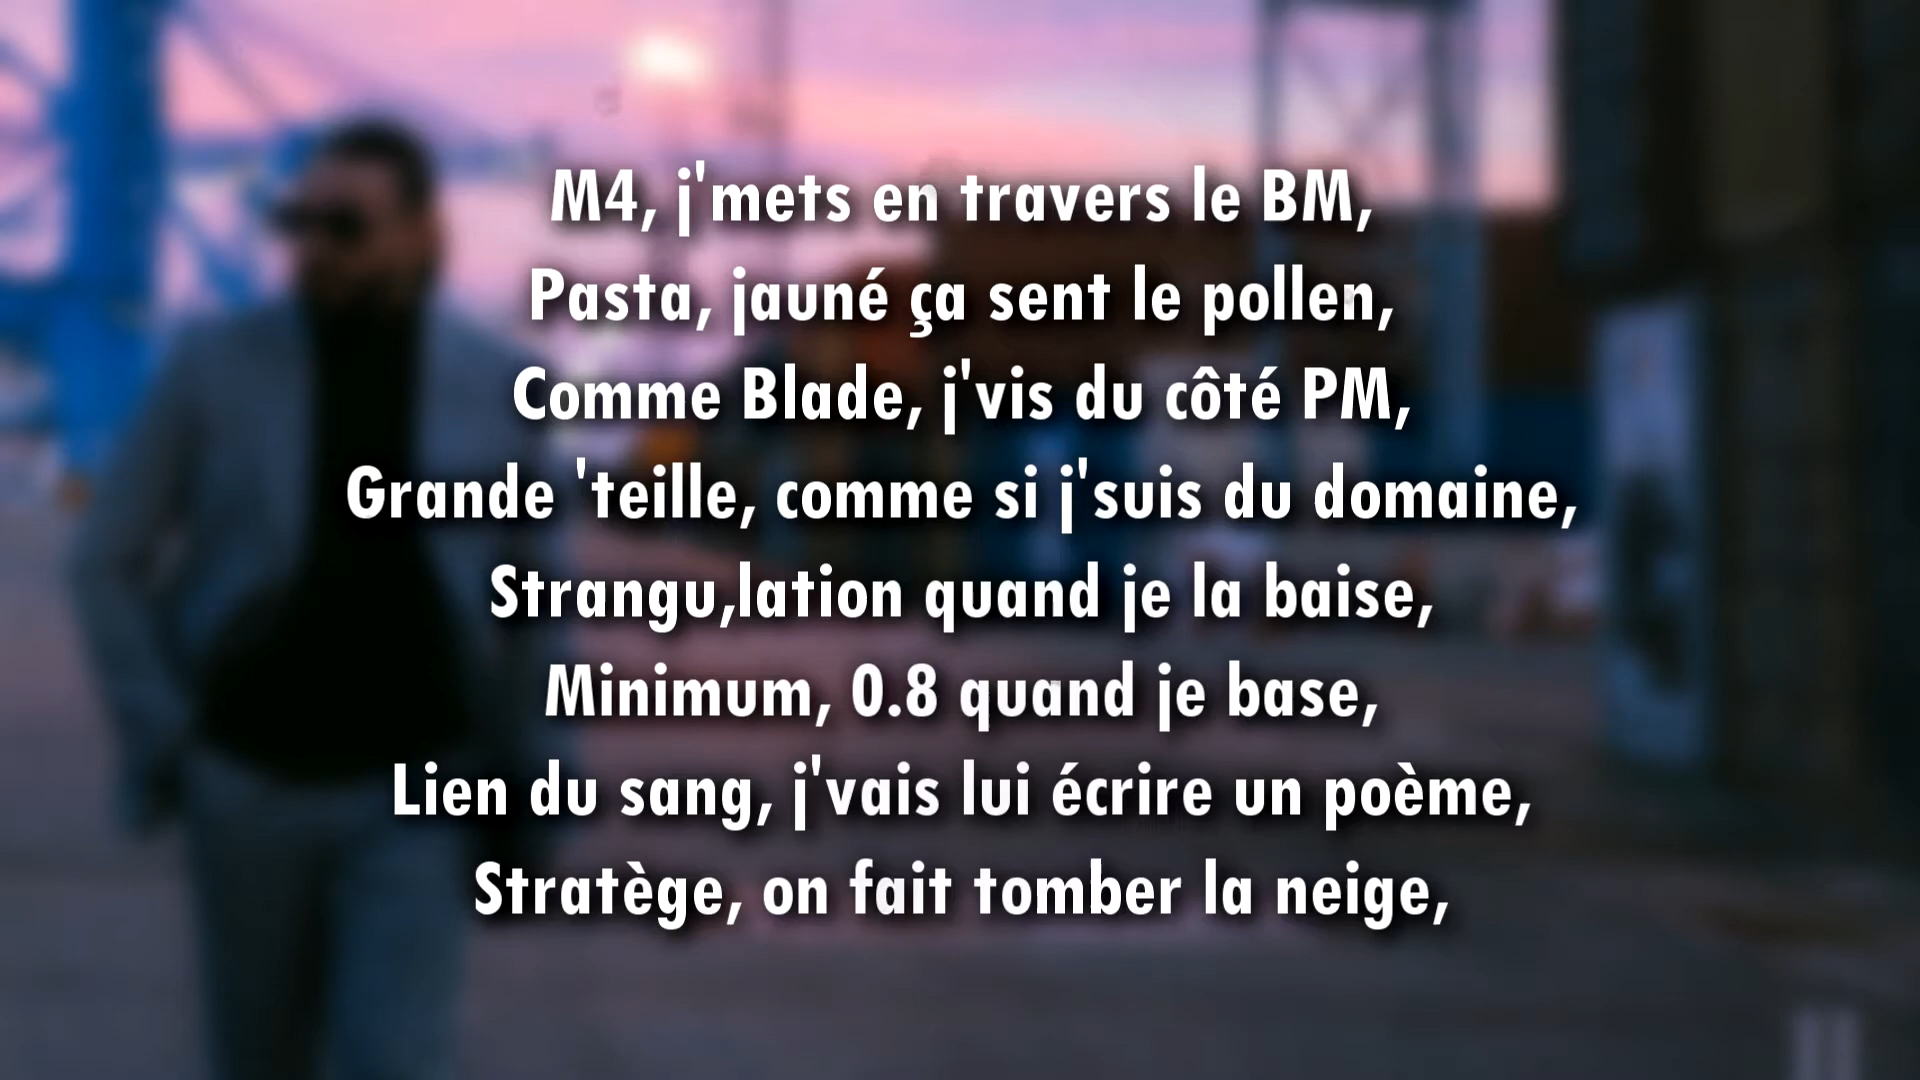 M4, j'mets en travers le BM,
Pasta, jauné ça sent le pollen,
Comme Blade, j'vis du côté PM,
Grande 'teille, comme si j'suis du domaine,
Strangu,lation quand je la baise,
Minimum, 0.8 quand je base,
Lien du sang, j'vais lui écrire un poème,
Stratège, on fait tomber la neige,